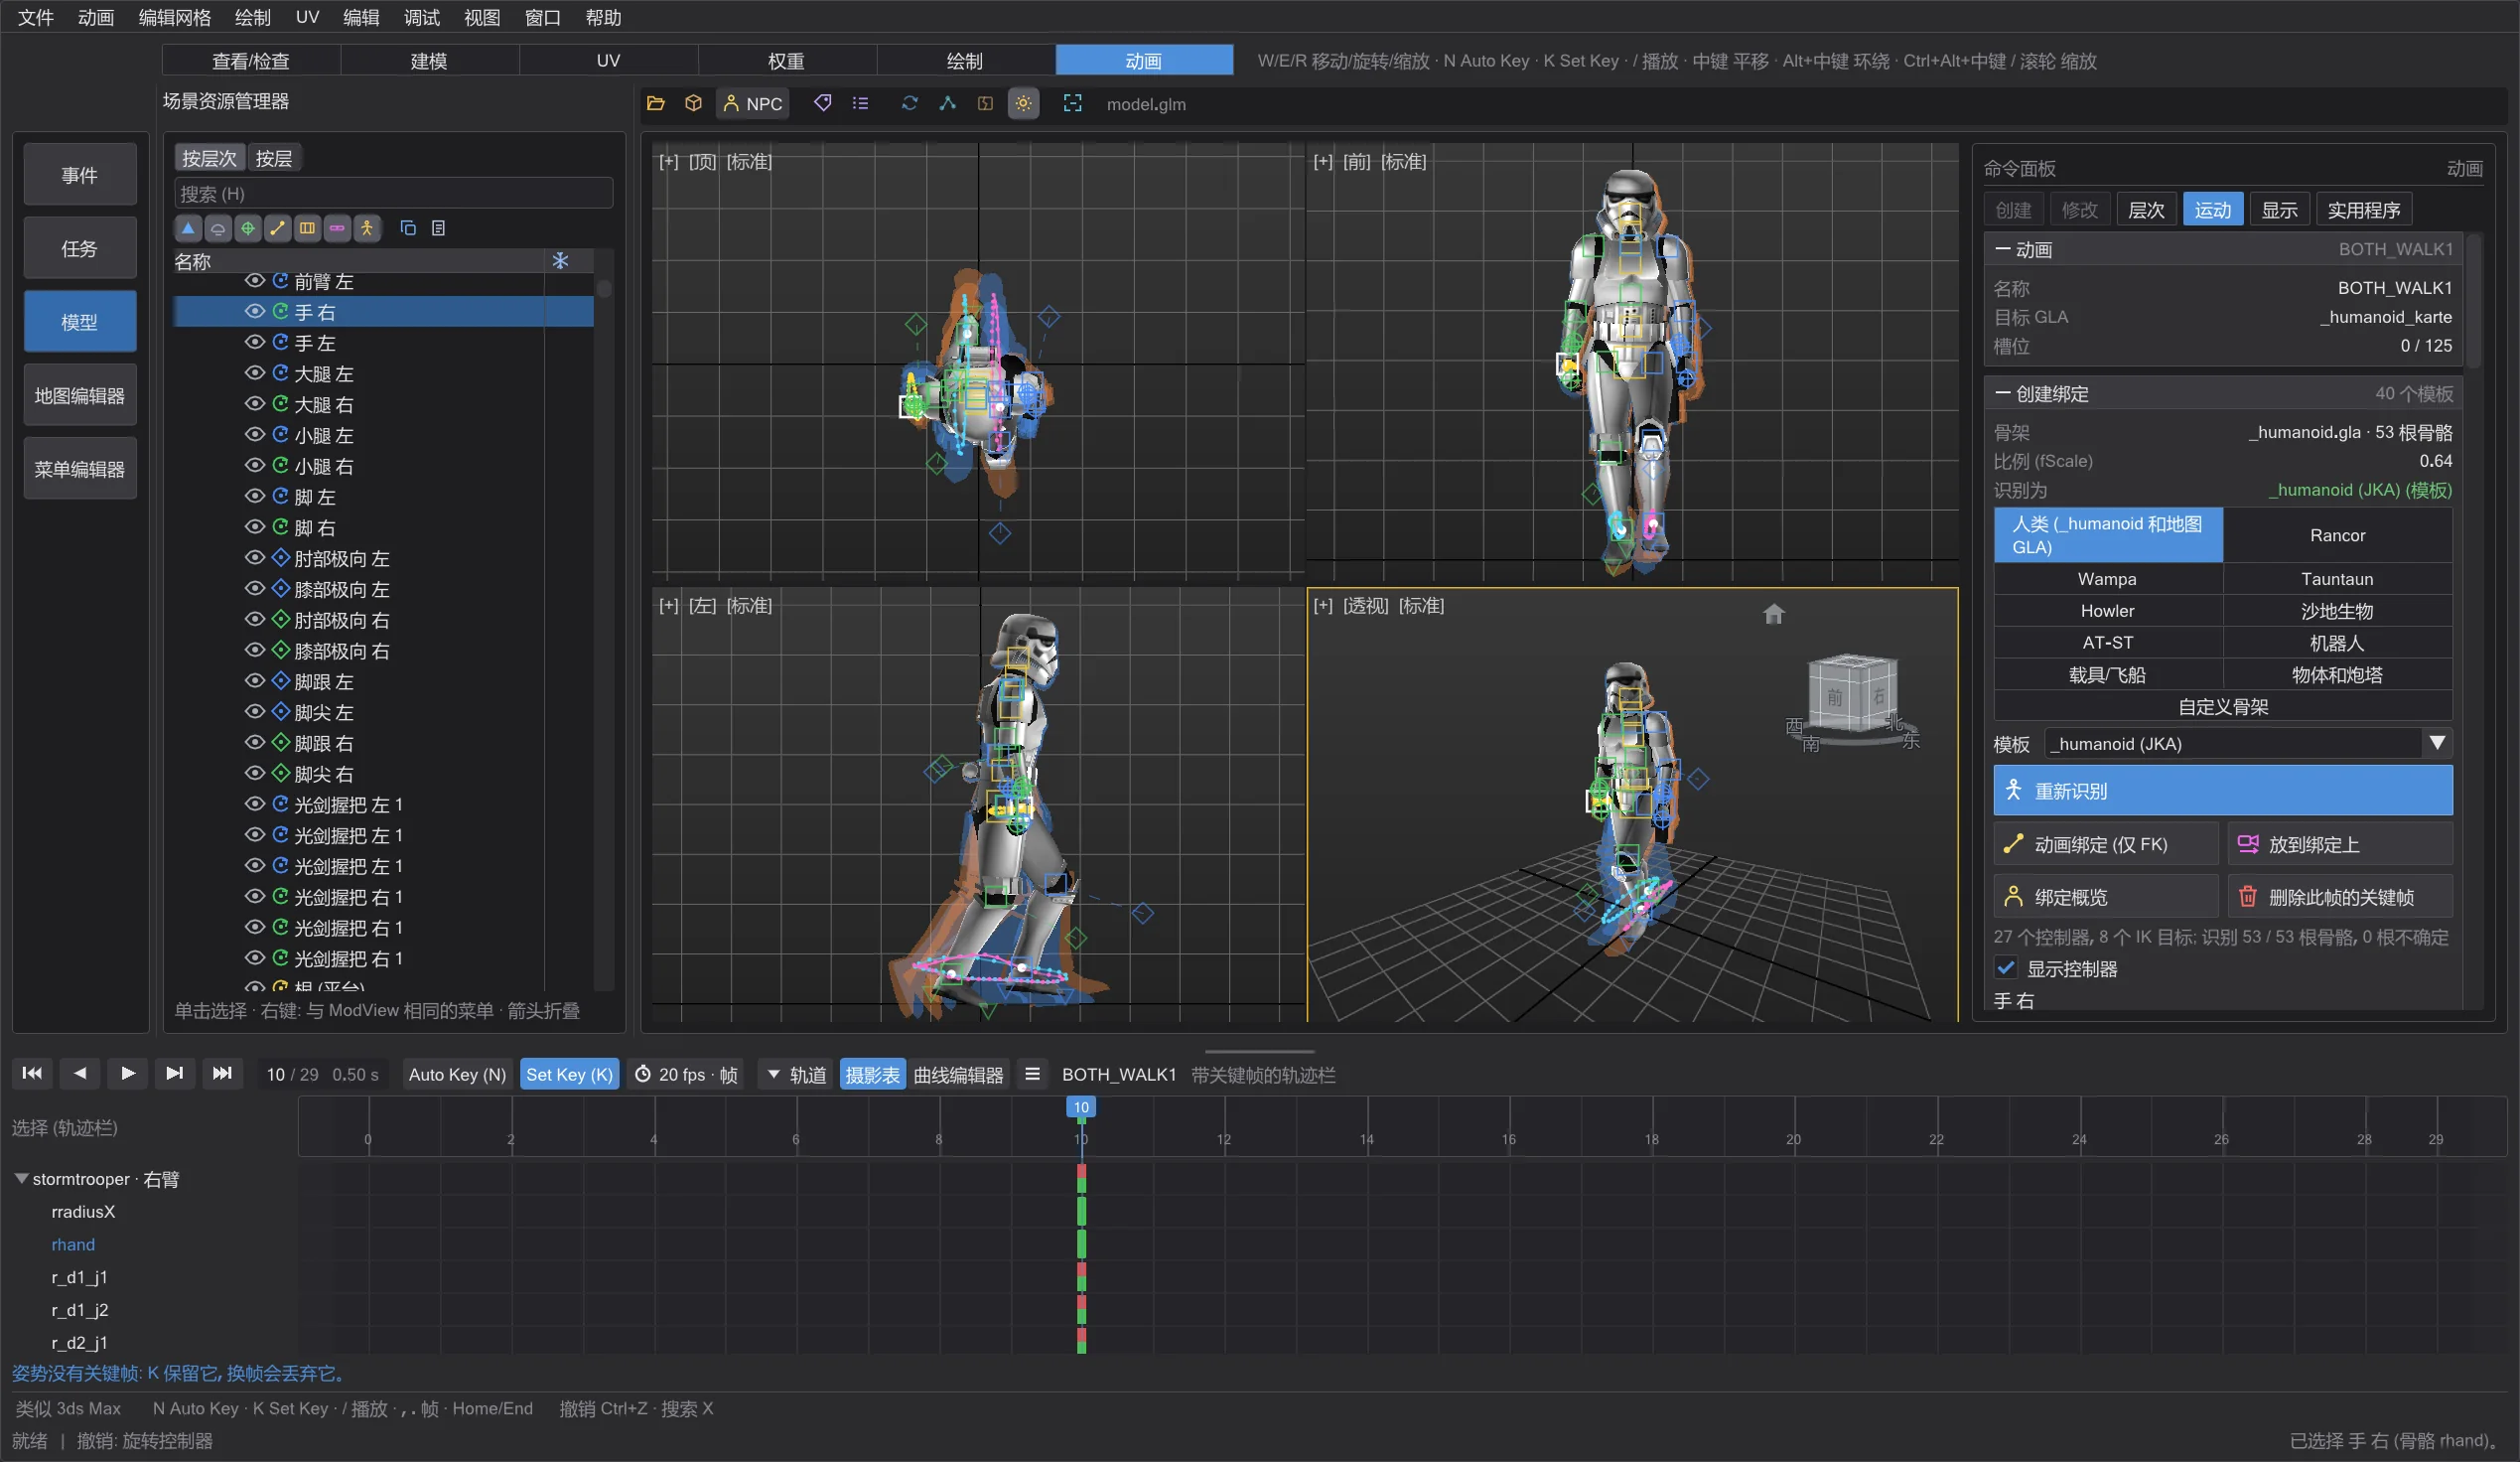 文件 动画 编辑网格 绘制 UV 编辑 调试 视图 窗口 帮助
查看/检查 建模 UV 权重 绘制 动画 W/E/R 移动/旋转/缩放 · N Auto Key · K Set Key · / 播放 · 中键 平移 · Alt+中键 环绕 · Ctrl+Alt+中键 / 滚轮 缩放
场景资源管理器
NPC model.glm
事件
任务
模型
地图编辑器
菜单编辑器
按层次 按层
搜索 (H)
名称
前臂 左
手 右
手 左
大腿 左
大腿 右
小腿 左
小腿 右
脚 左
脚 右
肘部极向 左
膝部极向 左
肘部极向 右
膝部极向 右
脚跟 左
脚尖 左
脚跟 右
脚尖 右
光剑握把 左 1
光剑握把 左 1
光剑握把 左 1
光剑握把 右 1
光剑握把 右 1
光剑握把 右 1
根 (平台)
单击选择 · 右键: 与 ModView 相同的菜单 · 箭头折叠
[+] [顶] [标准]
[+] [前] [标准]
[+] [左] [标准]
[+] [透视] [标准]
前 右
西 南 北 东
命令面板 动画
创建 修改 层次 运动 显示 实用程序
动画 BOTH_WALK1
名称 BOTH_WALK1
目标 GLA _humanoid_karte
槽位 0 / 125
创建绑定 40 个模板
骨架 _humanoid.gla · 53 根骨骼
比例 (fScale) 0.64
识别为 _humanoid (JKA) (模板)
人类 (_humanoid 和地图
GLA)
Rancor
Wampa Tauntaun
Howler 沙地生物
AT-ST 机器人
载具/飞船 物体和炮塔
自定义骨架
模板 _humanoid (JKA)
重新识别
动画绑定 (仅 FK) 放到绑定上
绑定概览 删除此帧的关键帧
27 个控制器, 8 个 IK 目标; 识别 53 / 53 根骨骼, 0 根不确定
显示控制器
手 右
10 / 29 0.50 s Auto Key (N) Set Key (K) 20 fps · 帧 轨道 摄影表 曲线编辑器 BOTH_WALK1 带关键帧的轨迹栏
10
选择 (轨迹栏)
0 2 4 6 8 10 12 14 16 18 20 22 24 26 28 29
stormtrooper · 右臂
rradiusX
rhand
r_d1_j1
r_d1_j2
r_d2_j1
姿势没有关键帧: K 保留它, 换帧会丢弃它。
类似 3ds Max N Auto Key · K Set Key · / 播放 · , . 帧 · Home/End 撤销 Ctrl+Z · 搜索 X
就绪 | 撤销: 旋转控制器
已选择 手 右 (骨骼 rhand)。